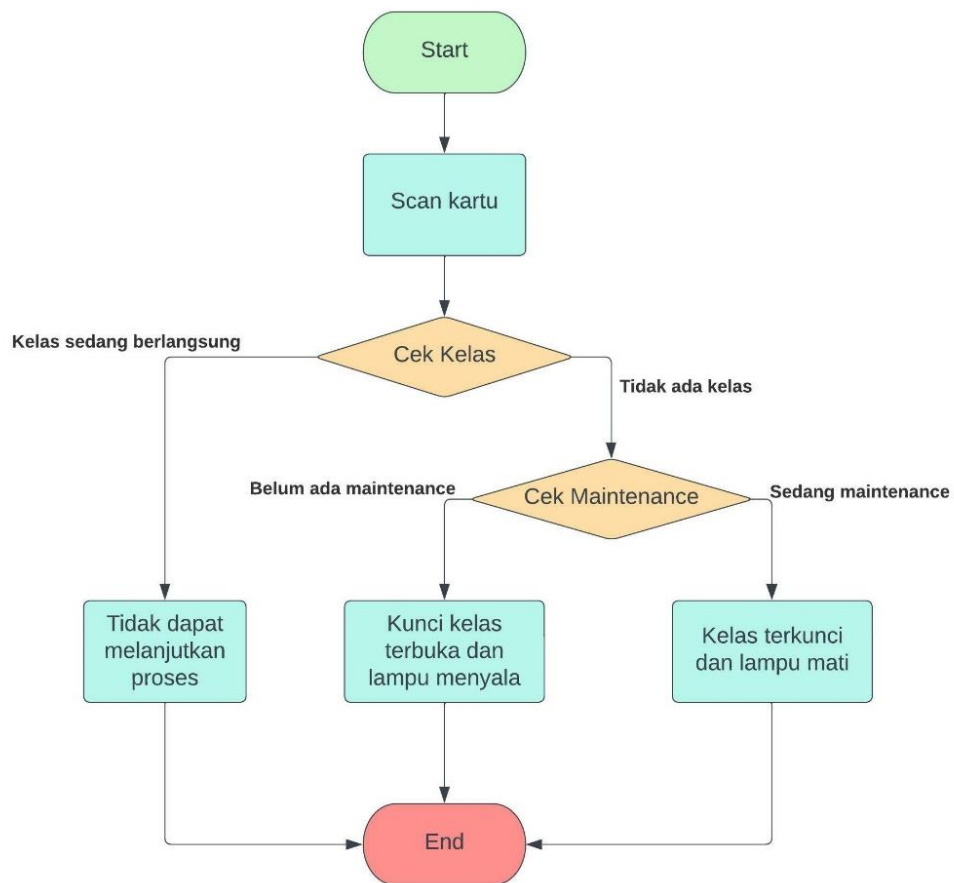 Start
Scan kartu
Kelas sedang berlangsung
Cek Kelas
Tidak ada kelas
Belum ada maintenance
Cek Maintenance
Sedang maintenance
Tidak dapat
melanjutkan
proses
Kunci kelas
terbuka dan
lampu menyala
Kelas terkunci
dan lampu mati
End